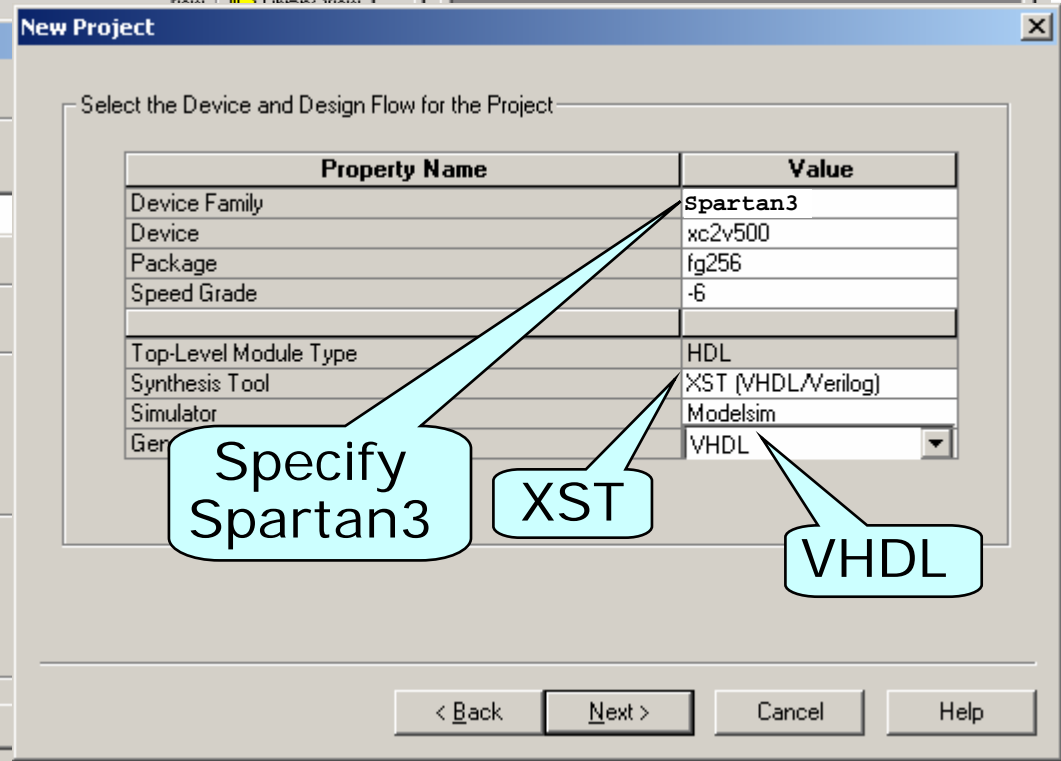 New Project
Select the Device and Design Flow for the Project
Property Name Value
Device Family Spartan3
Device xc2v500
Package fg256
Speed Grade -6
Top-Level Module Type HDL
Synthesis Tool XST (VHDL/Verilog)
Simulator Modelsim
VHDL
Specify
Spartan3
XST
VHDL
< Back Next > Cancel Help